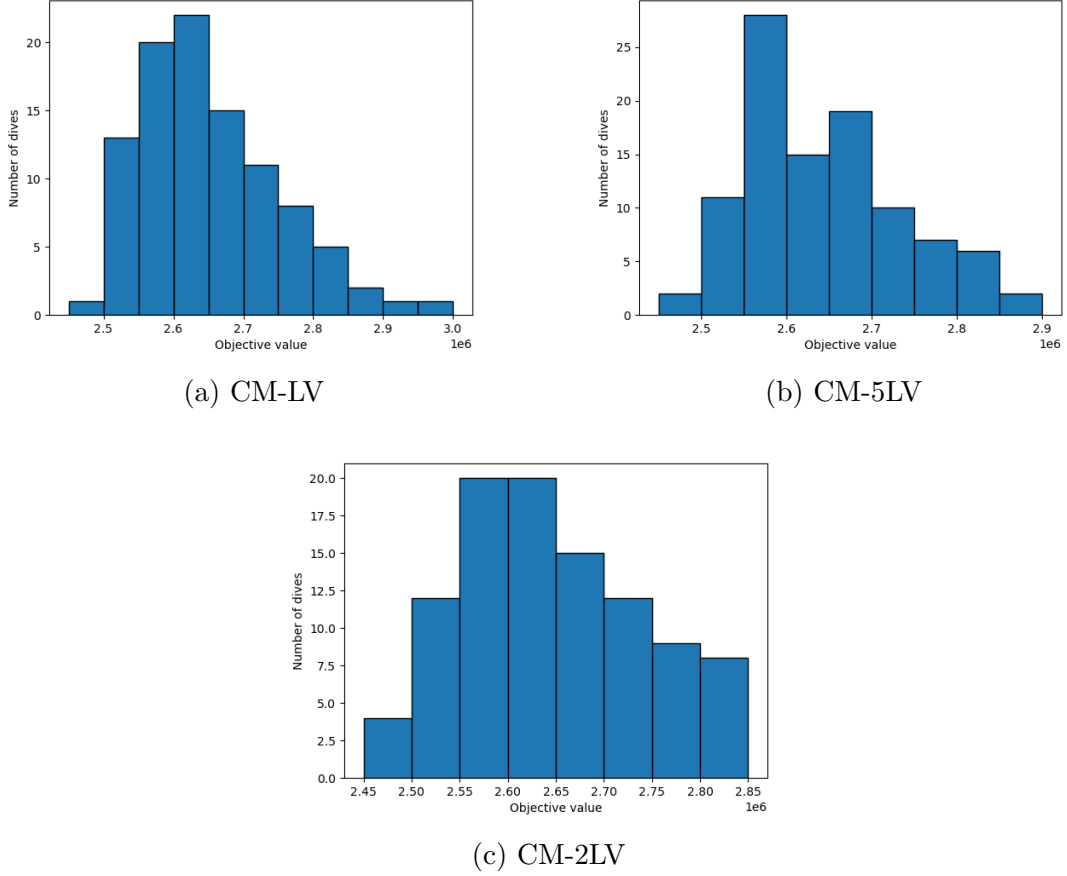 20
15
10
5
0
Number of dives
2.5 2.6 2.7 2.8 2.9 3.0
Objective value
1e6
(a) CM-LV
25
20
15
10
5
0
Number of dives
2.5 2.6 2.7 2.8 2.9
Objective value
1e6
(b) CM-5LV
20.0
17.5
15.0
12.5
10.0
7.5
5.0
2.5
0.0
Number of dives
2.45 2.50 2.55 2.60 2.65 2.70 2.75 2.80 2.85
Objective value
1e6
(c) CM-2LV